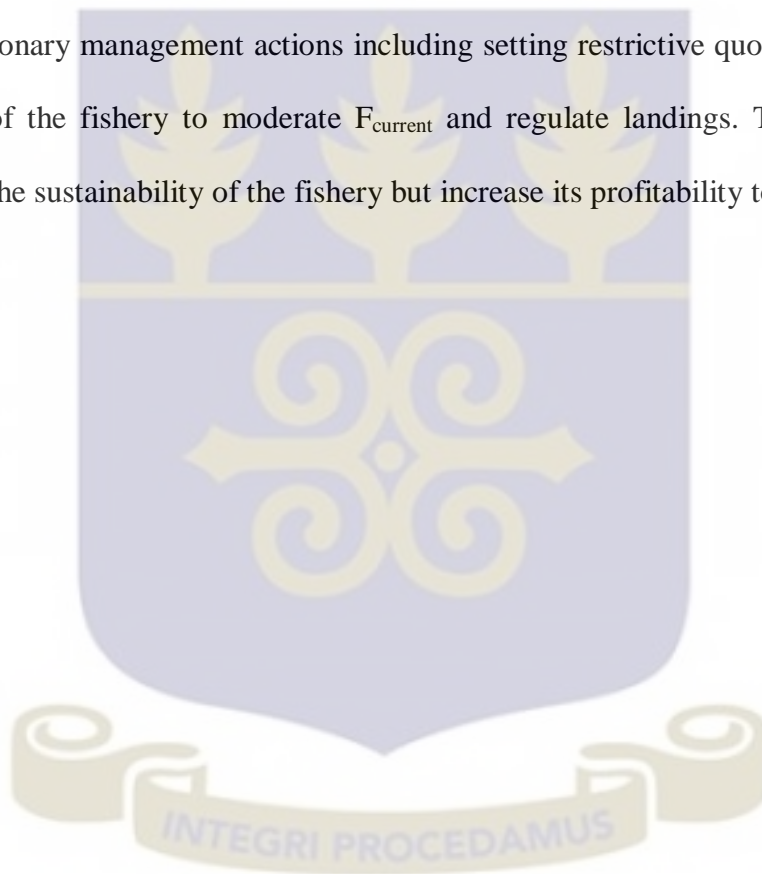 onary management actions including setting restrictive quo
of the fishery to moderate Fcurrent and regulate landings. T
he sustainability of the fishery but increase its profitability t
INTEGRI PROCEDAMUS